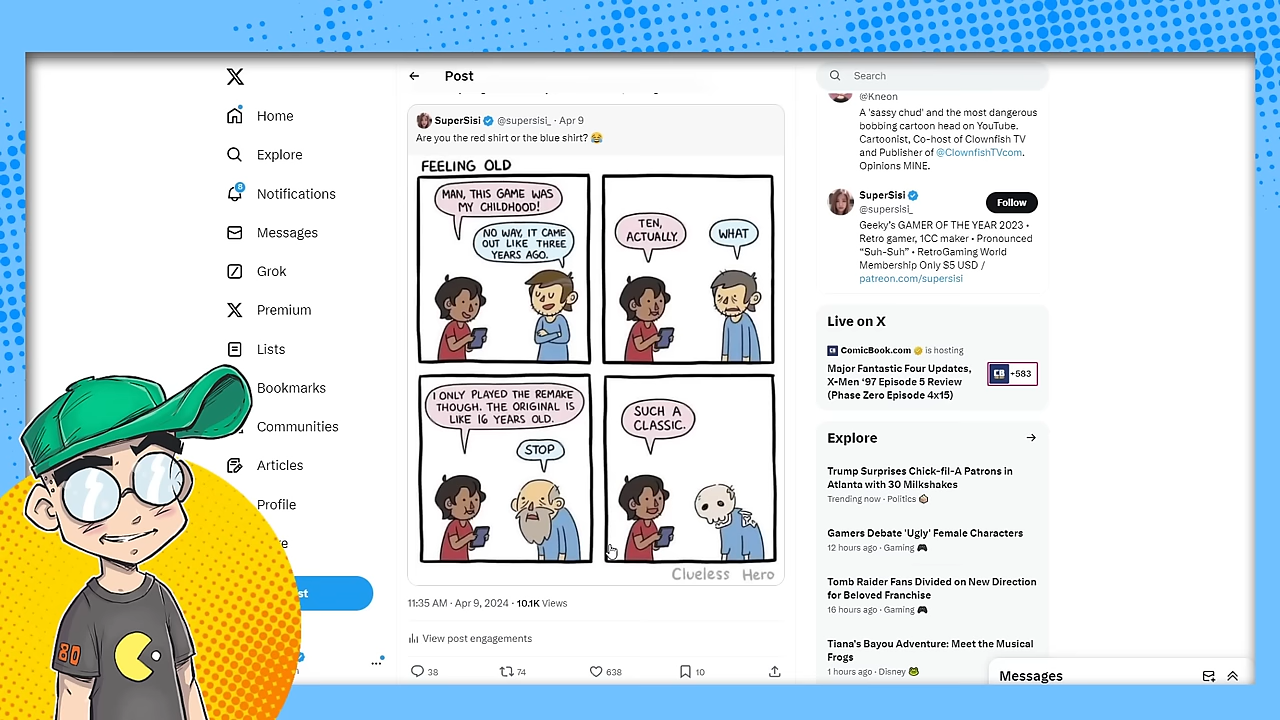 Post
Search
Home
Explore
8
Notifications
Messages
Grok
Premium
Lists
Bookmarks
Communities
Articles
Profile
SuperSisi @supersisi_ · Apr 9
Are you the red shirt or the blue shirt? 😂
FEELING OLD
MAN, THIS GAME WAS
MY CHILDHOOD!
NO WAY, IT CAME
OUT LIKE THREE
YEARS AGO.
TEN,
ACTUALLY.
WHAT
I ONLY PLAYED THE REMAKE
THOUGH. THE ORIGINAL IS
LIKE 16 YEARS OLD.
STOP
SUCH A
CLASSIC.
Clueless Hero
11:35 AM · Apr 9, 2024 · 10.1K Views
View post engagements
38
74
638
10
@Kneon
A 'sassy chud' and the most dangerous
bobbing cartoon head on YouTube.
Cartoonist, Co-host of Clownfish TV
and Publisher of @ClownfishTVcom.
Opinions MINE.
SuperSisi
@supersisi_
Follow
Geeky's GAMER OF THE YEAR 2023 •
Retro gamer, 1CC maker • Pronounced
"Suh-Suh" • RetroGaming World
Membership Only $5 USD /
patreon.com/supersisi
Live on X
ComicBook.com is hosting
Major Fantastic Four Updates,
X-Men '97 Episode 5 Review
(Phase Zero Episode 4x15)
CB +583
Explore
Trump Surprises Chick-fil-A Patrons in
Atlanta with 30 Milkshakes
Trending now · Politics
Gamers Debate 'Ugly' Female Characters
12 hours ago · Gaming 🎮
Tomb Raider Fans Divided on New Direction
for Beloved Franchise
16 hours ago · Gaming 🎮
Tiana's Bayou Adventure: Meet the Musical
Frogs
1 hours ago · Disney 🐸
Messages
80